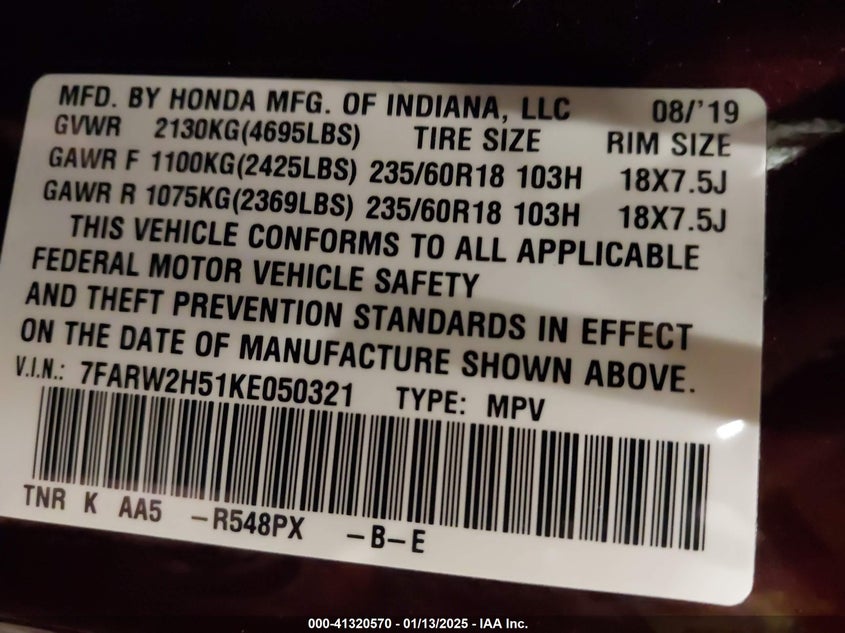 MFD. BY HONDA MFG. OF INDIANA, LLC 08/'19
GVWR 2130KG(4695LBS) TIRE SIZE RIM SIZE
GAWR F 1100KG(2425LBS) 235/60R18 103H 18X7.5J
GAWR R 1075KG(2369LBS) 235/60R18 103H 18X7.5J
THIS VEHICLE CONFORMS TO ALL APPLICABLE
FEDERAL MOTOR VEHICLE SAFETY
AND THEFT PREVENTION STANDARDS IN EFFECT
ON THE DATE OF MANUFACTURE SHOWN ABOVE.
V.I.N.: 7FARW2H51KE050321 TYPE: MPV
TNR K AA5 -R548PX -B-E
000-41320570 - 01/13/2025 - IAA Inc.